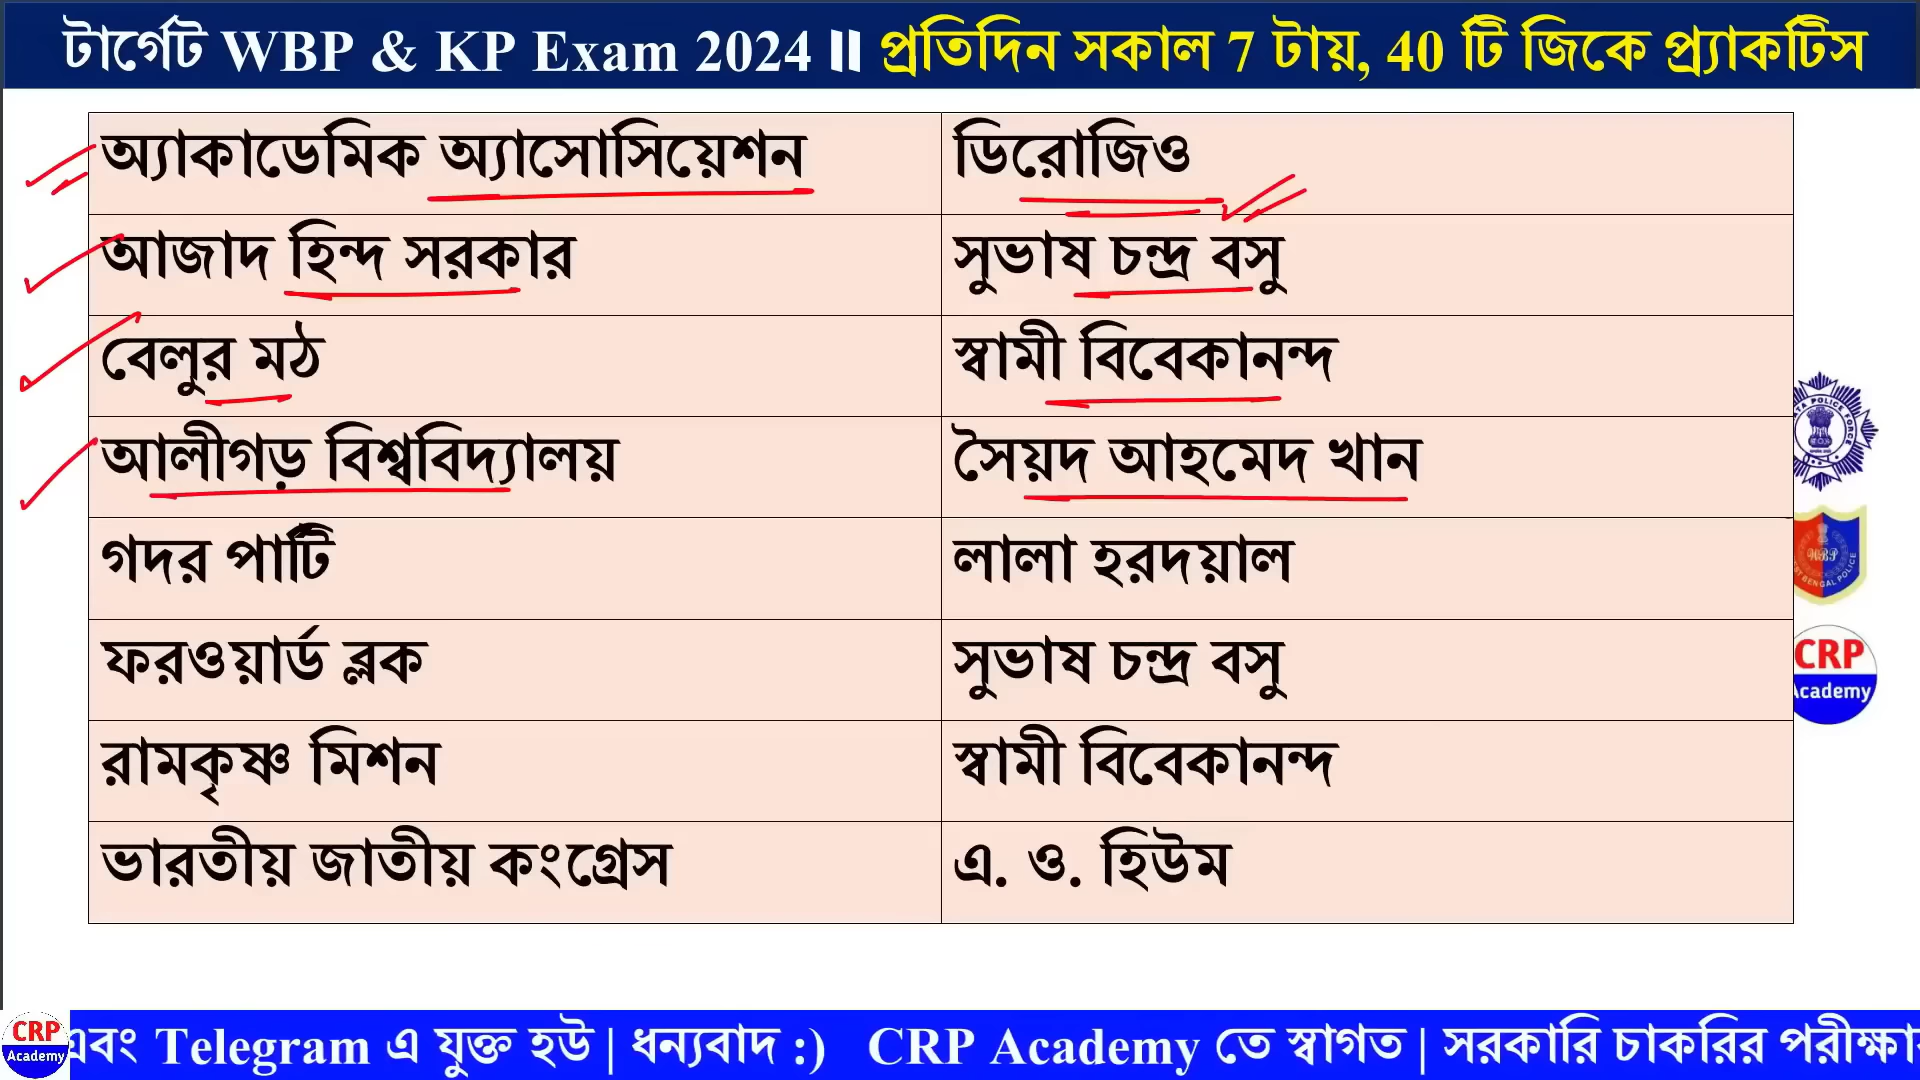 টার্গেট WBP & KP Exam 2024 ॥ প্রতিদিন সকাল 7 টায়, 40 টি জিকে প্র্যাকটিস
অ্যাকাডেমিক অ্যাসোসিয়েশন ডিরোজিও
আজাদ হিন্দ সরকার সুভাষ চন্দ্র বসু
বেলুর মঠ স্বামী বিবেকানন্দ
আলীগড় বিশ্ববিদ্যালয় সৈয়দ আহমেদ খান
গদর পার্টি লালা হরদয়াল
ফরওয়ার্ড ব্লক সুভাষ চন্দ্র বসু
রামকৃষ্ণ মিশন স্বামী বিবেকানন্দ
ভারতীয় জাতীয় কংগ্রেস এ. ও. হিউম
CRP
Academy
CRP
Academy
এবং Telegram এ যুক্ত হউ | ধন্যবাদ :) CRP Academy তে স্বাগত | সরকারি চাকরির পরীক্ষার